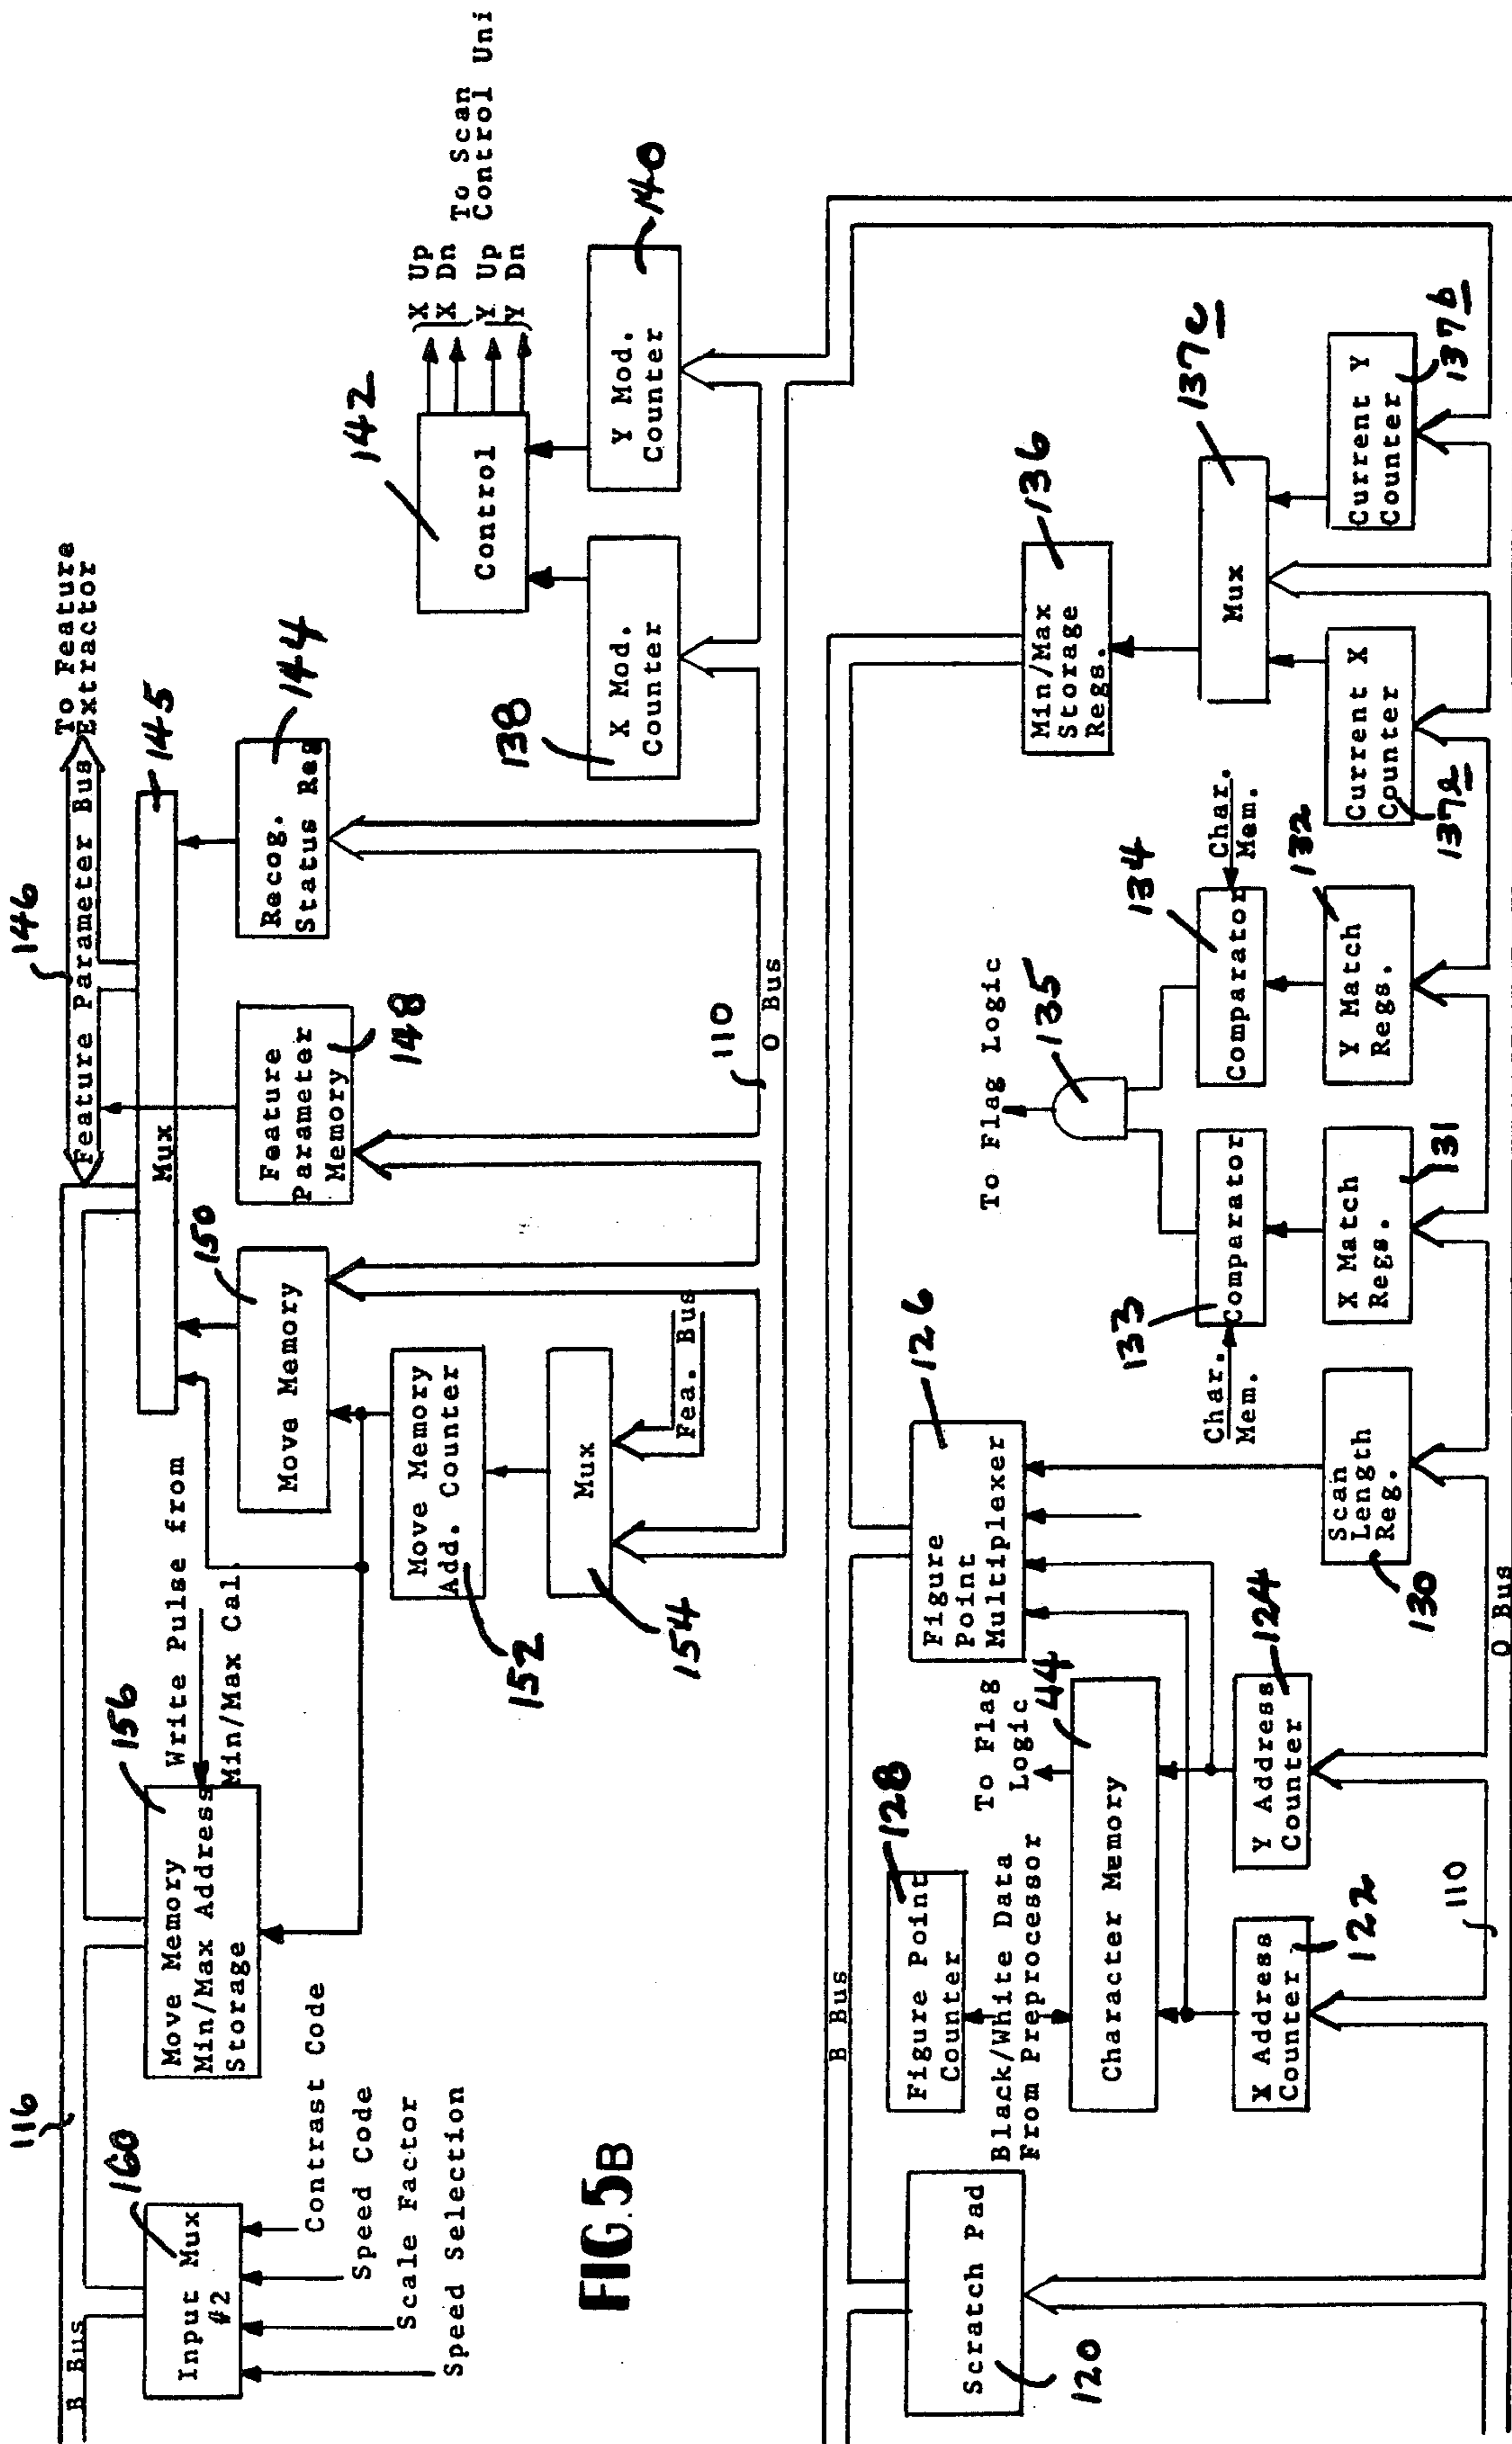 116
B Bus
160
Input Mux
#2
Contrast Code
Speed Code
Scale Factor
Speed Selection
156
Move Memory
Min/Max Address
Storage
Write Pulse from
Min/Max Cal.
146
Feature Parameter Bus
To Feature
Extractor
Mux
145
150
Move Memory
Feature
Parameter
Memory
148
Recog.
Status Reg
144
152
Move Memory
Add. Counter
154
Mux
Fea. Bus
110
O Bus
142
Control
X Up
X Dn
Y Up
Y Dn
To Scan
Control Uni
138
X Mod.
Counter
Y Mod.
Counter
140
FIG.5B
B Bus
Scratch Pad
120
128
Figure Point
Counter
Black/White Data
From Preprocessor
To Flag
Logic
44
Character Memory
X Address
Counter
122
Y Address
Counter
124
126
Figure
Point
Multiplexer
Scan
Length
Reg.
130
To Flag Logic
135
133
Comparator
Char.
Mem.
134
Comparator
Char.
Mem.
X Match
Regs.
131
Y Match
Regs.
132
136
Min/Max
Storage
Regs.
137c
Mux
Current X
Counter
137a
Current Y
Counter
137b
110
O Bus